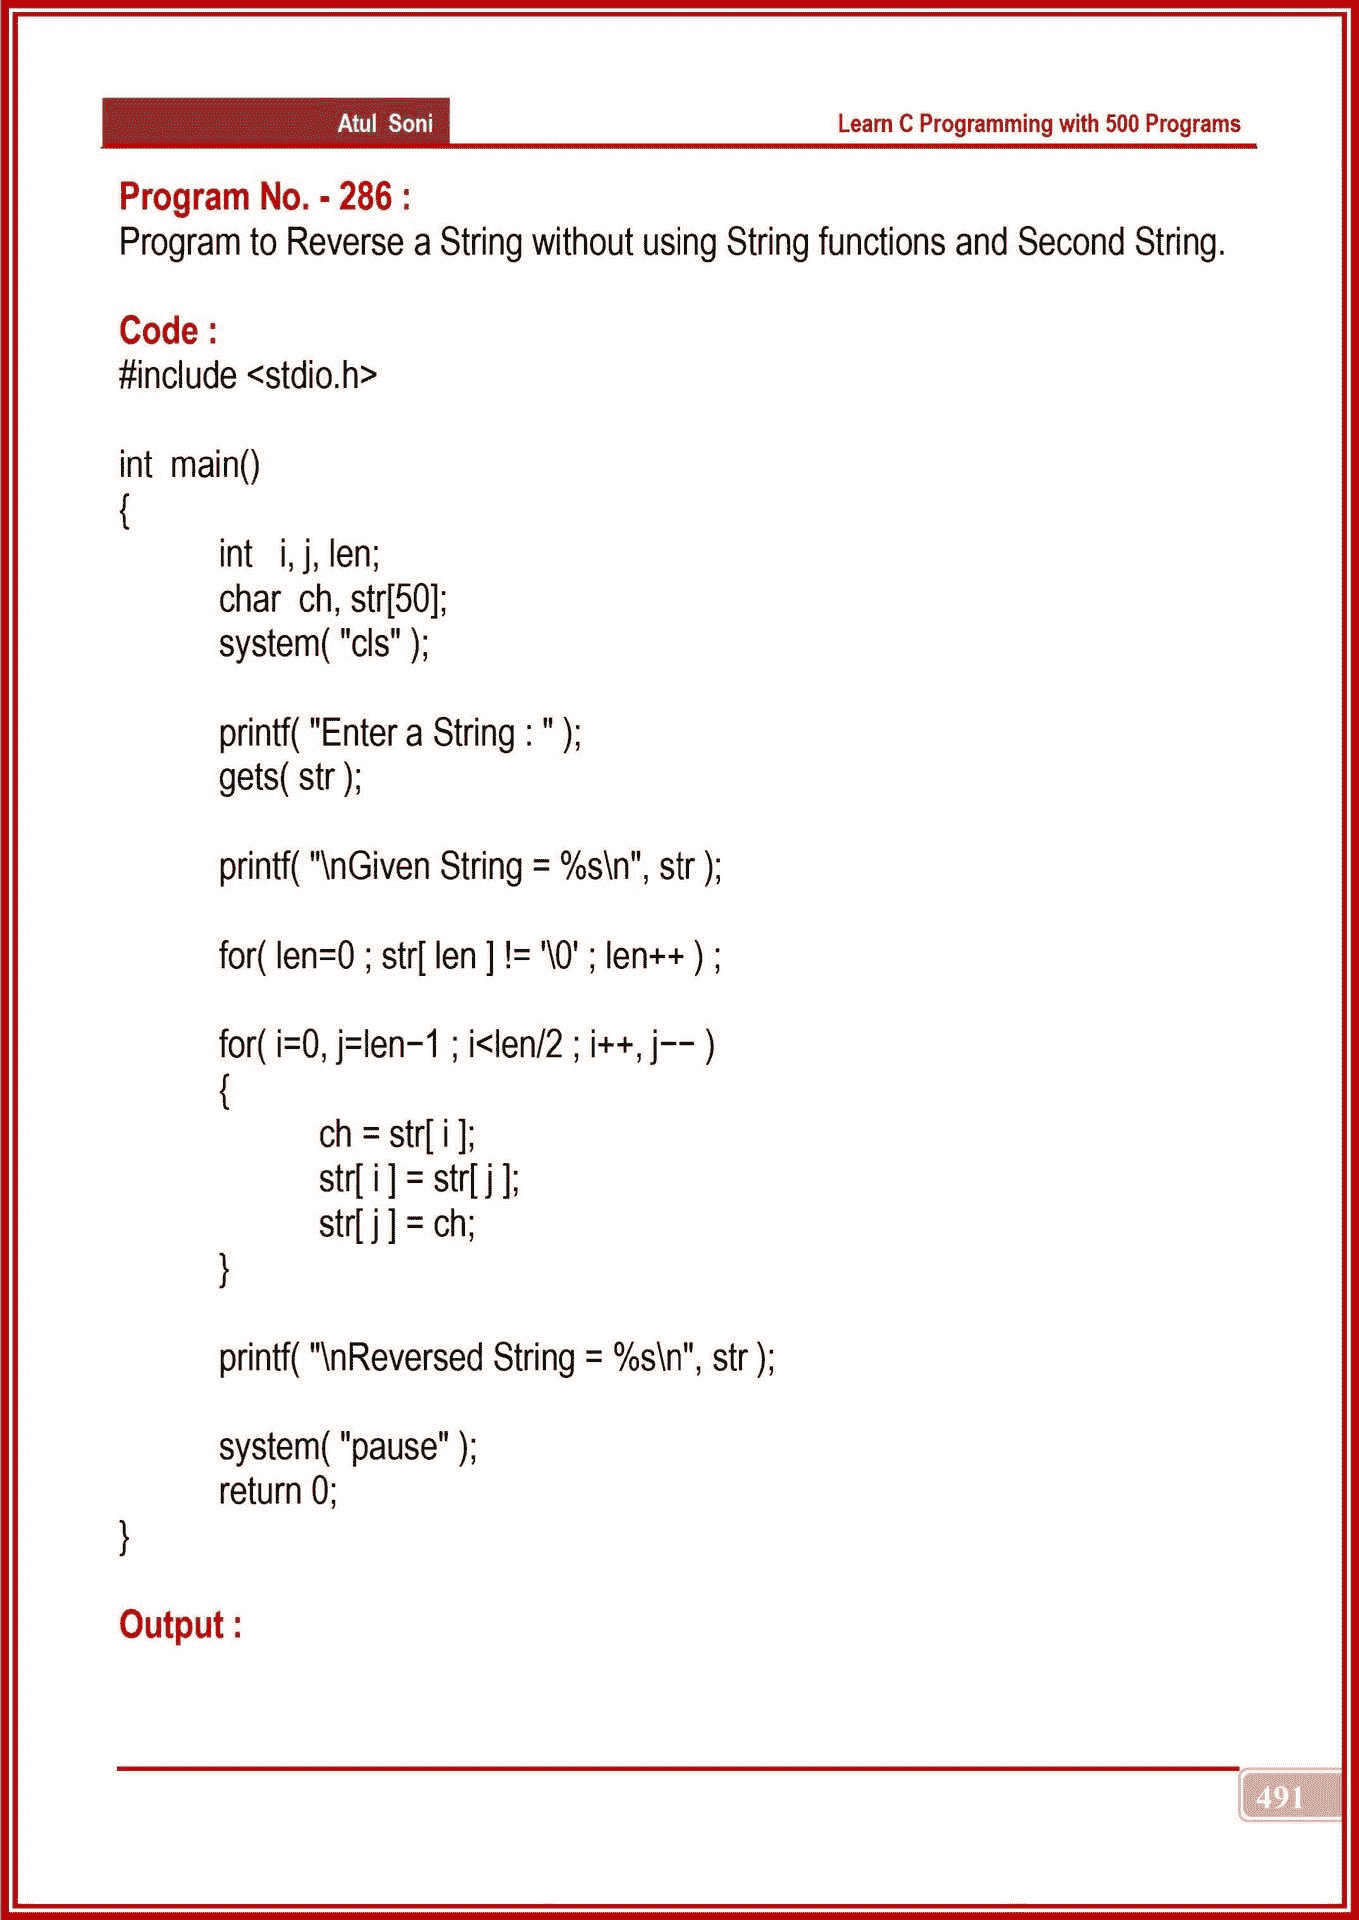 Atul  Soni
Learn C Programming with 500 Programs
Program No. - 286 :
Program to Reverse a String without using String functions and Second String.
Code :
#include <stdio.h>
int  main()
{
int   i, j, len;
char  ch, str[50];
system( "cls" );
printf( "Enter a String : " );
gets( str );
printf( "\nGiven String = %s\n", str );
for( len=0 ; str[ len ] != '\0' ; len++ ) ;
for( i=0, j=len−1 ; i<len/2 ; i++, j−− )
{
ch = str[ i ];
str[ i ] = str[ j ];
str[ j ] = ch;
}
printf( "\nReversed String = %s\n", str );
system( "pause" );
return 0;
}
Output :
491